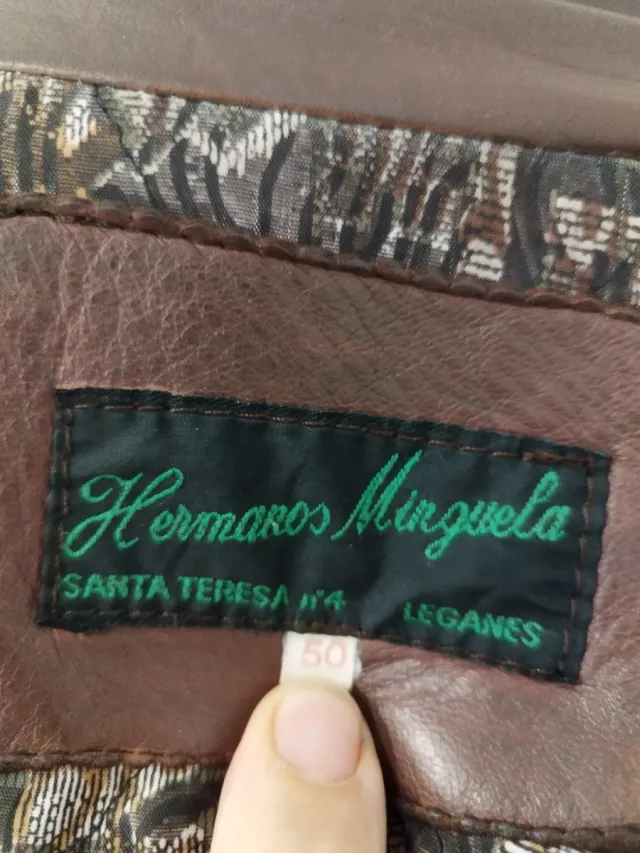 Hermanos Minguela
SANTA TERESA nº4 LEGANES
50